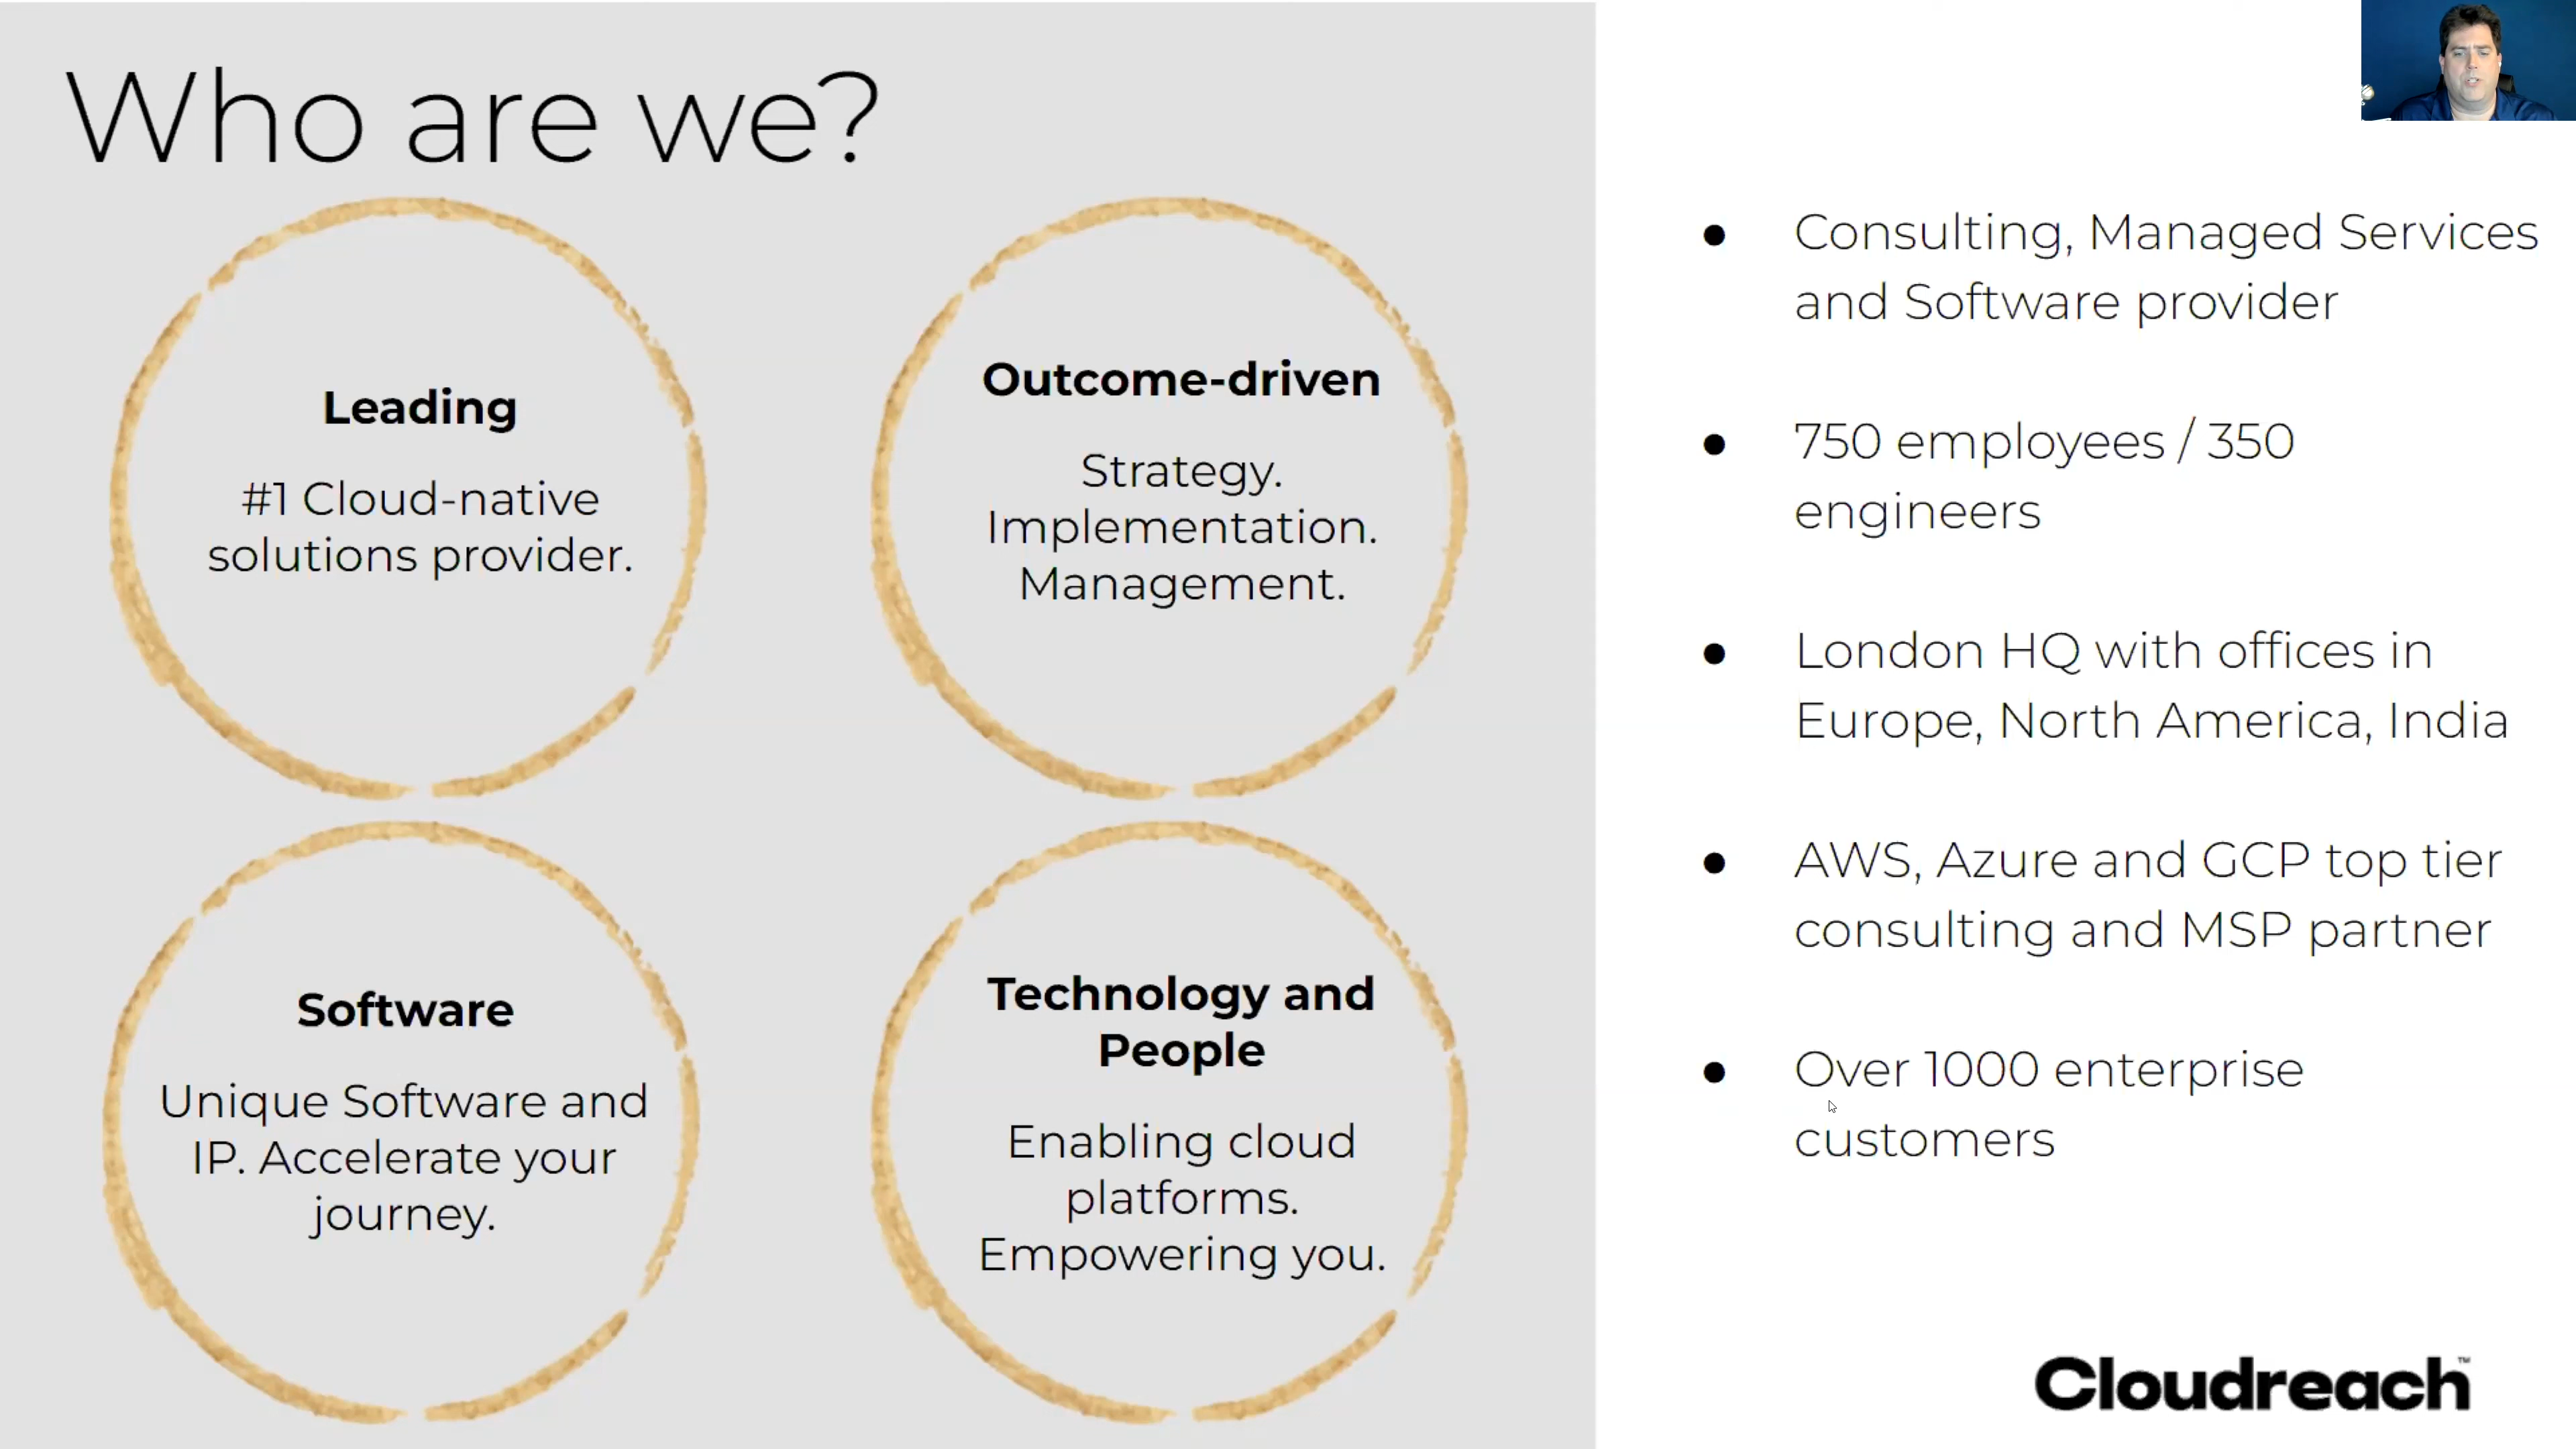 Who are we?
Leading
#1 Cloud-native
solutions provider.
Outcome-driven
Strategy.
Implementation.
Management.
Software
Unique Software and
IP. Accelerate your
journey.
Technology and
People
Enabling cloud
platforms.
Empowering you.
● Consulting, Managed Services
and Software provider
● 750 employees / 350
engineers
● London HQ with offices in
Europe, North America, India
● AWS, Azure and GCP top tier
consulting and MSP partner
● Over 1000 enterprise
customers
Cloudreach™